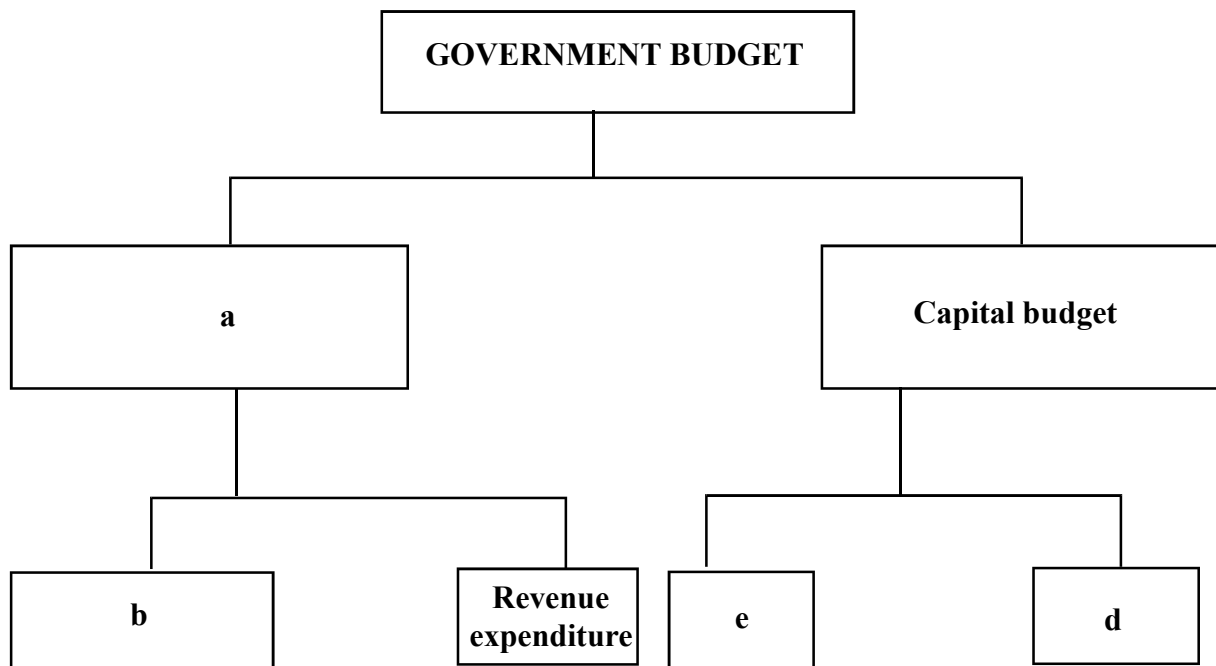 GOVERNMENT BUDGET
a
Capital budget
b
Revenue
expenditure
e
d